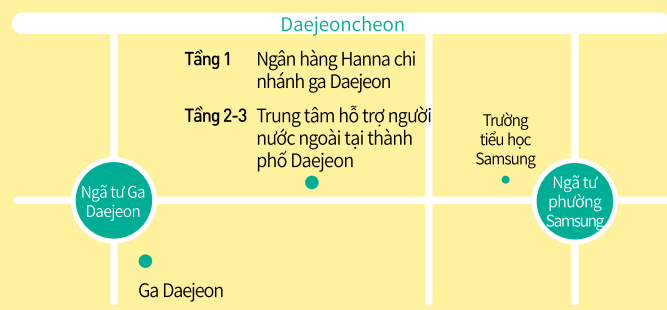 Daejeoncheon
Tầng 1 Ngân hàng Hanna chi
nhánh ga Daejeon
Tầng 2-3 Trung tâm hỗ trợ người
nước ngoài tại thành
phố Daejeon
Trường
tiểu học
Samsung
Ngã tư Ga
Daejeon
Ngã tư
phường
Samsung
Ga Daejeon